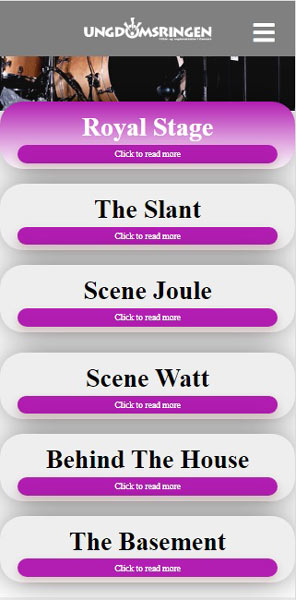 UNGDOMSRINGEN
Royal Stage
Click to read more
The Slant
Click to read more
Scene Joule
Click to read more
Scene Watt
Click to read more
Behind The House
Click to read more
The Basement
Click to read more